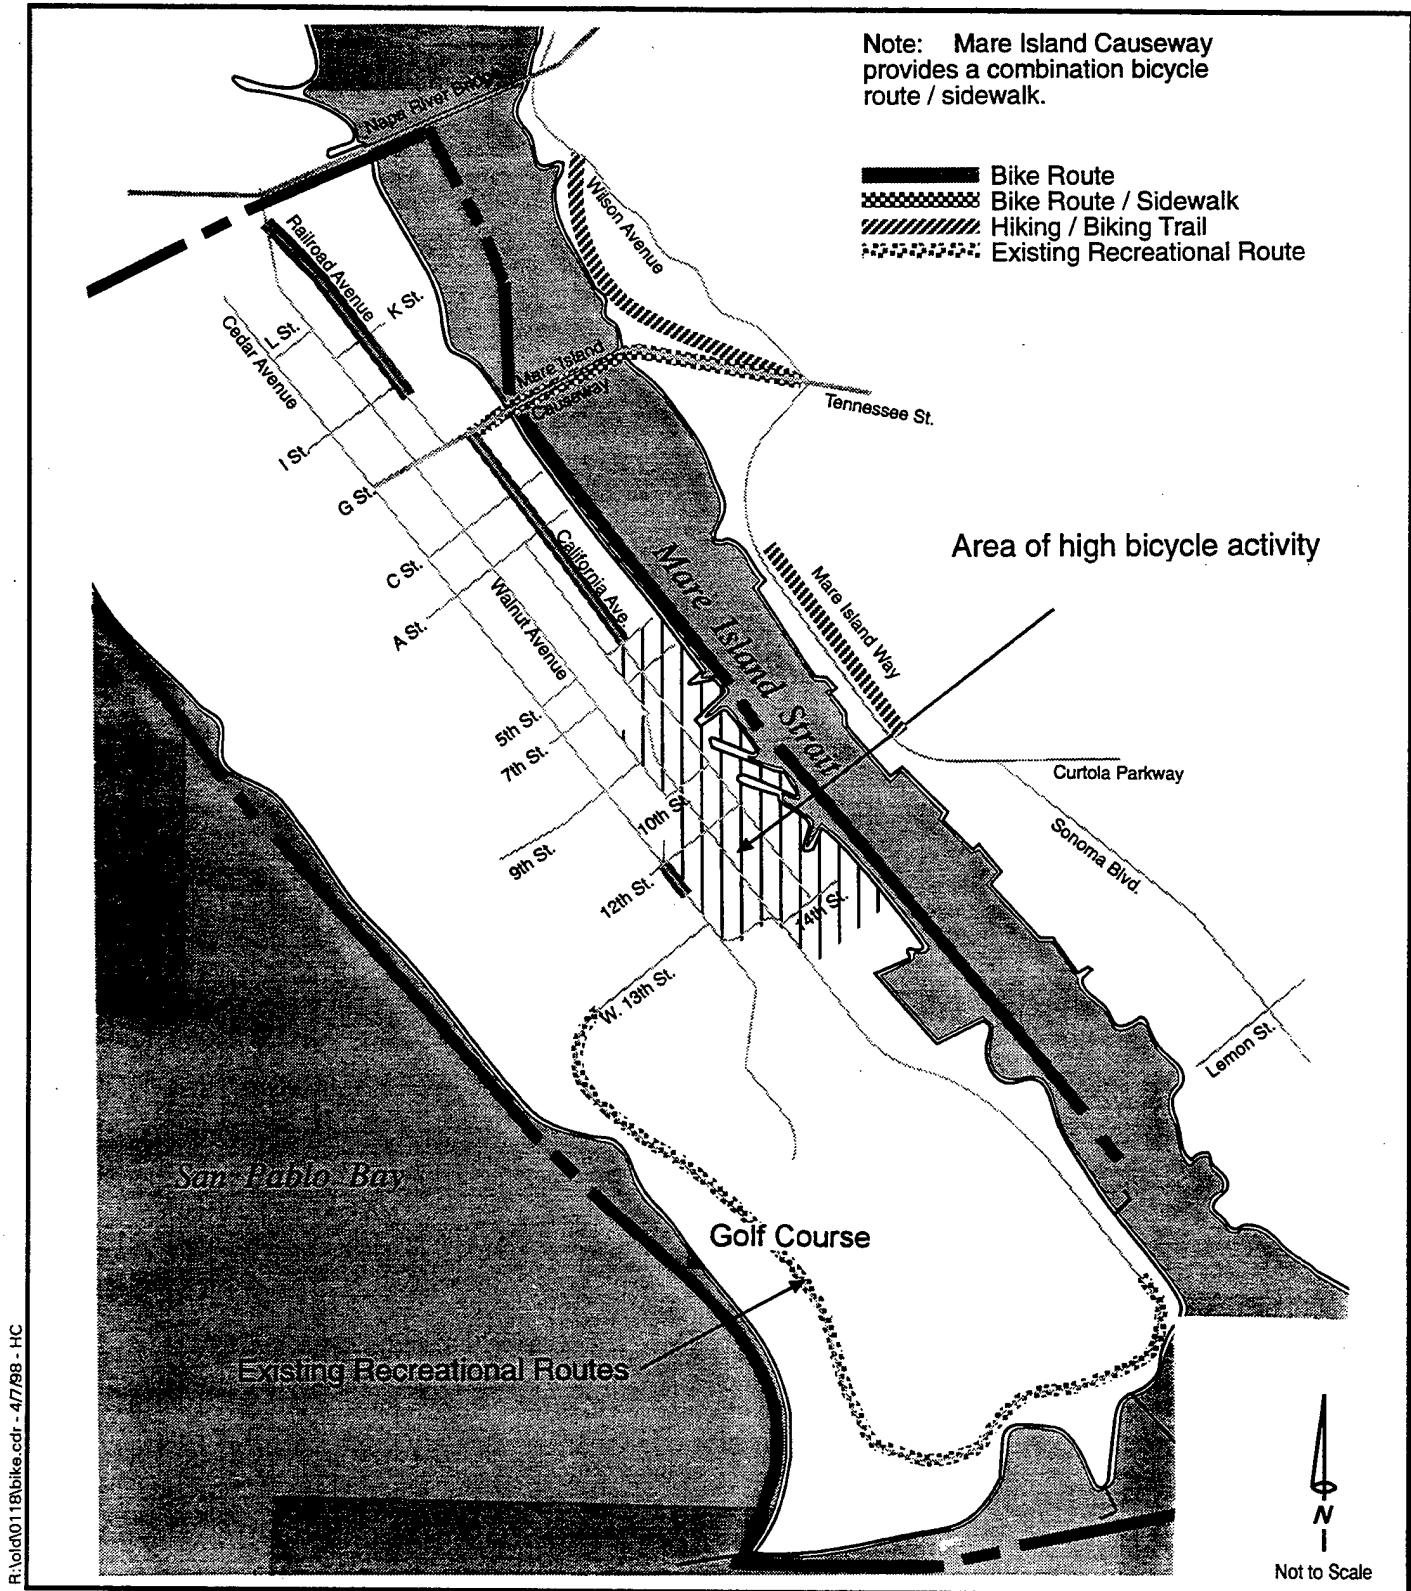 Note: Mare Island Causeway
provides a combination bicycle
route / sidewalk.
Bike Route
Bike Route / Sidewalk
Hiking / Biking Trail
Existing Recreational Route
Napa River Bridge
Wilson Avenue
Railroad Avenue
K St.
L St.
Cedar Avenue
Mare Island
Causeway
Tennessee St.
I St.
G St.
C St.
A St.
California Ave.
Walnut Avenue
Mare Island Strait
Area of high bicycle activity
Mare Island Way
5th St.
7th St.
9th St.
10th St.
12th St.
14th St.
W. 13th St.
Curtola Parkway
Sonoma Blvd.
Lemon St.
San Pablo Bay
Golf Course
Existing Recreational Routes
N
Not to Scale
R:\old\0118\bike.cdr - 4/7/98 - HC